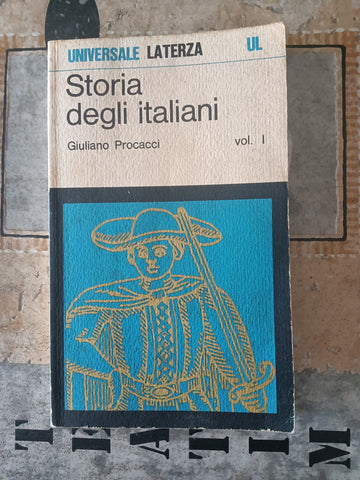 UNIVERSALE LATERZA UL
Storia
degli italiani
Giuliano Procacci vol. I